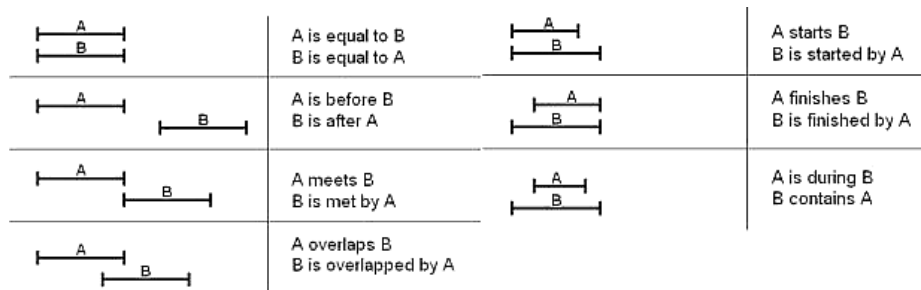 A
B
A is equal to B
B is equal to A
A
B
A is before B
B is after A
A
B
A meets B
B is met by A
A
B
A overlaps B
B is overlapped by A
A
B
A starts B
B is started by A
A
B
A finishes B
B is finished by A
A
B
A is during B
B contains A